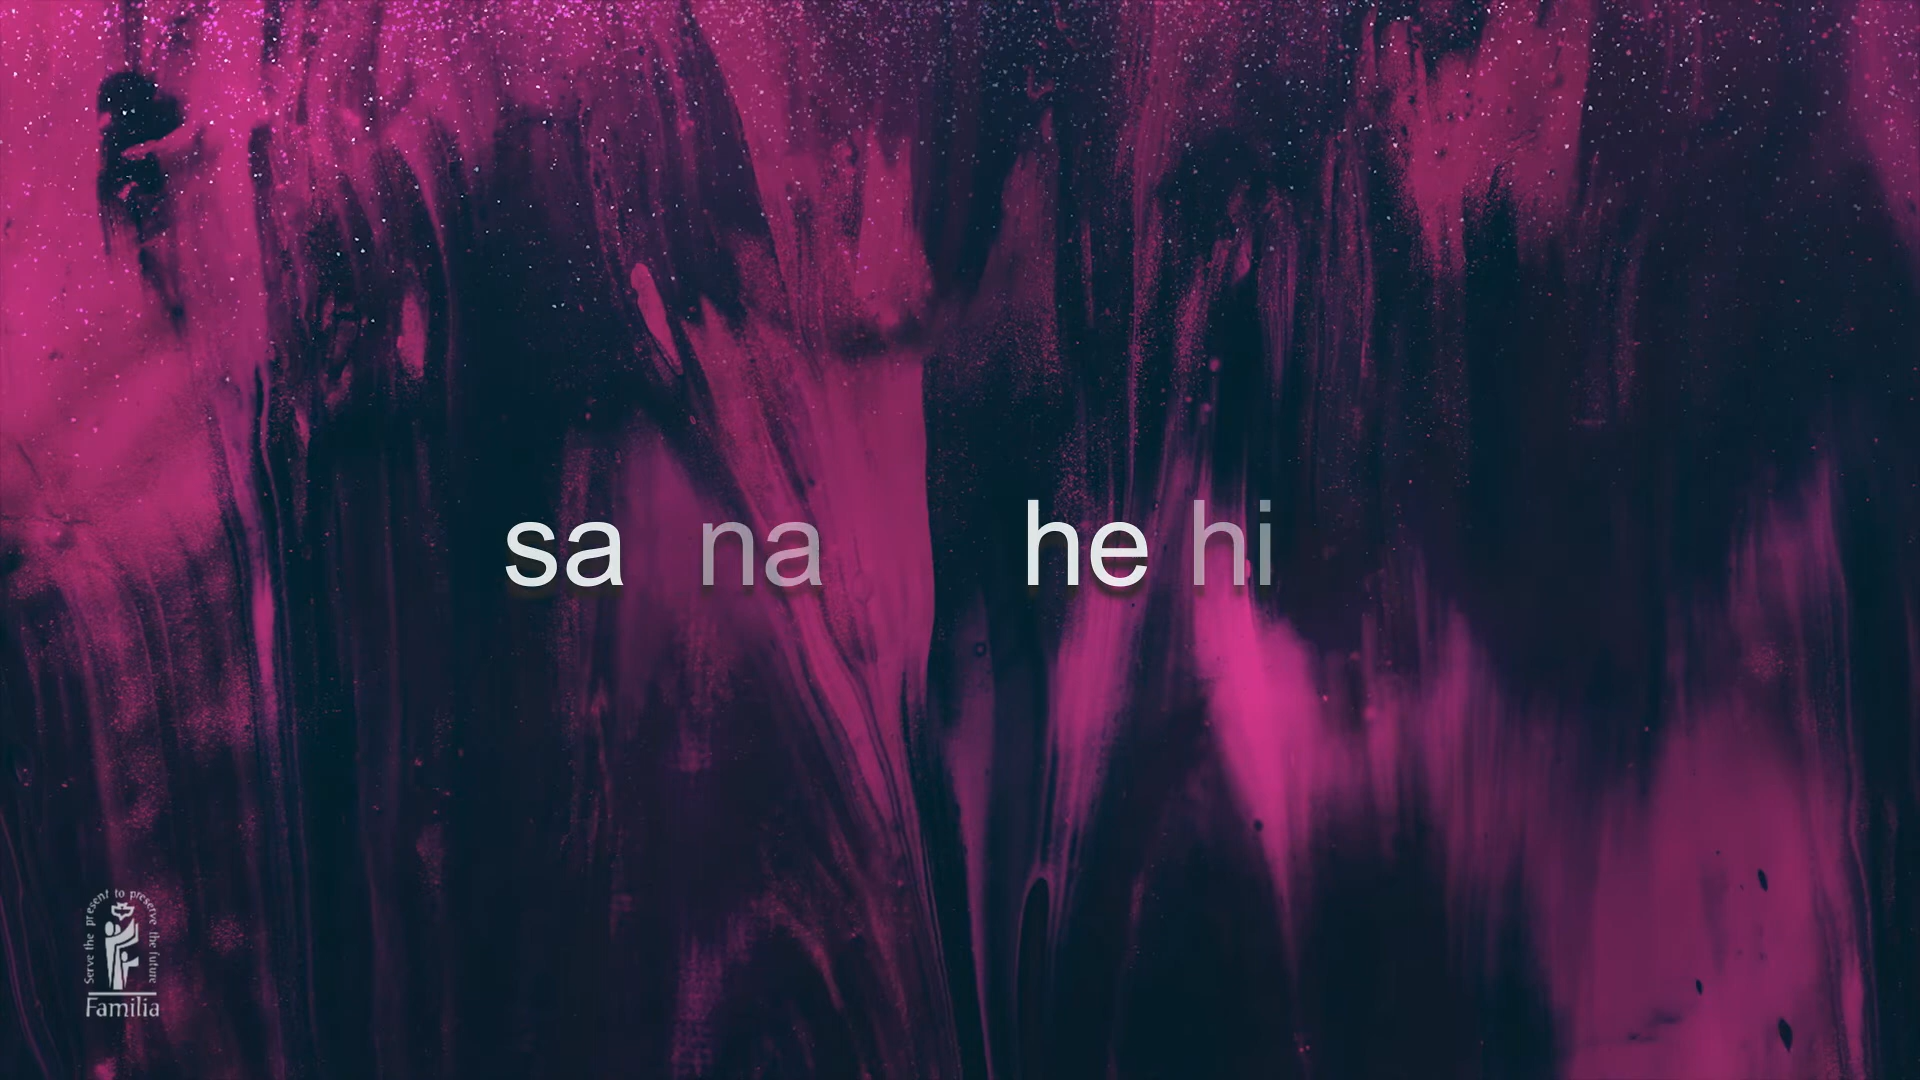 sa na he hi
Serve the present to preserve the future
Familia